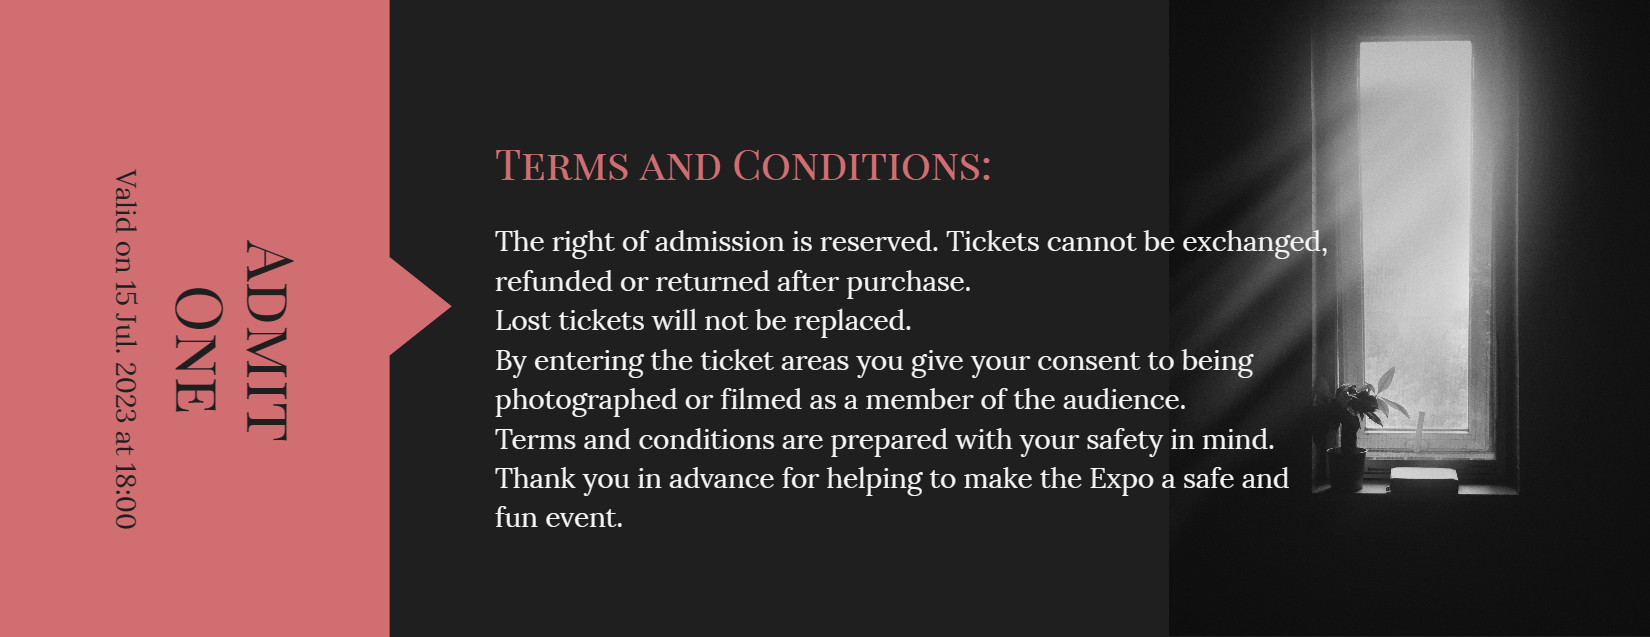 ADMIT
ONE
Valid on 15 Jul. 2023 at 18:00
TERMS AND CONDITIONS:
The right of admission is reserved. Tickets cannot be exchanged,
refunded or returned after purchase.
Lost tickets will not be replaced.
By entering the ticket areas you give your consent to being
photographed or filmed as a member of the audience.
Terms and conditions are prepared with your safety in mind.
Thank you in advance for helping to make the Expo a safe and
fun event.